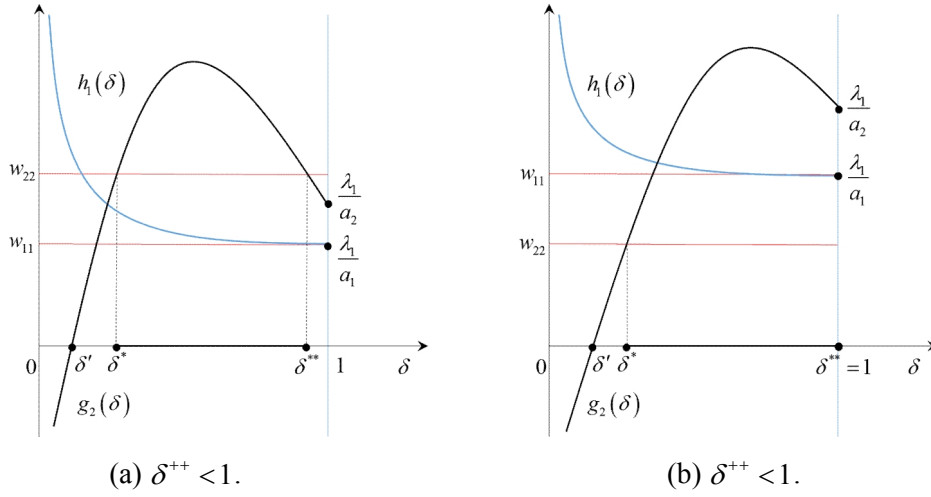 h₁(δ)
w₂₂
λ₁/a₂
w₁₁
λ₁/a₁
0 δ′ δ* δ** 1 δ
g₂(δ)
(a) δ⁺⁺ < 1.
h₁(δ)
λ₁/a₂
w₁₁
λ₁/a₁
w₂₂
0 δ′ δ* δ** = 1 δ
g₂(δ)
(b) δ⁺⁺ < 1.